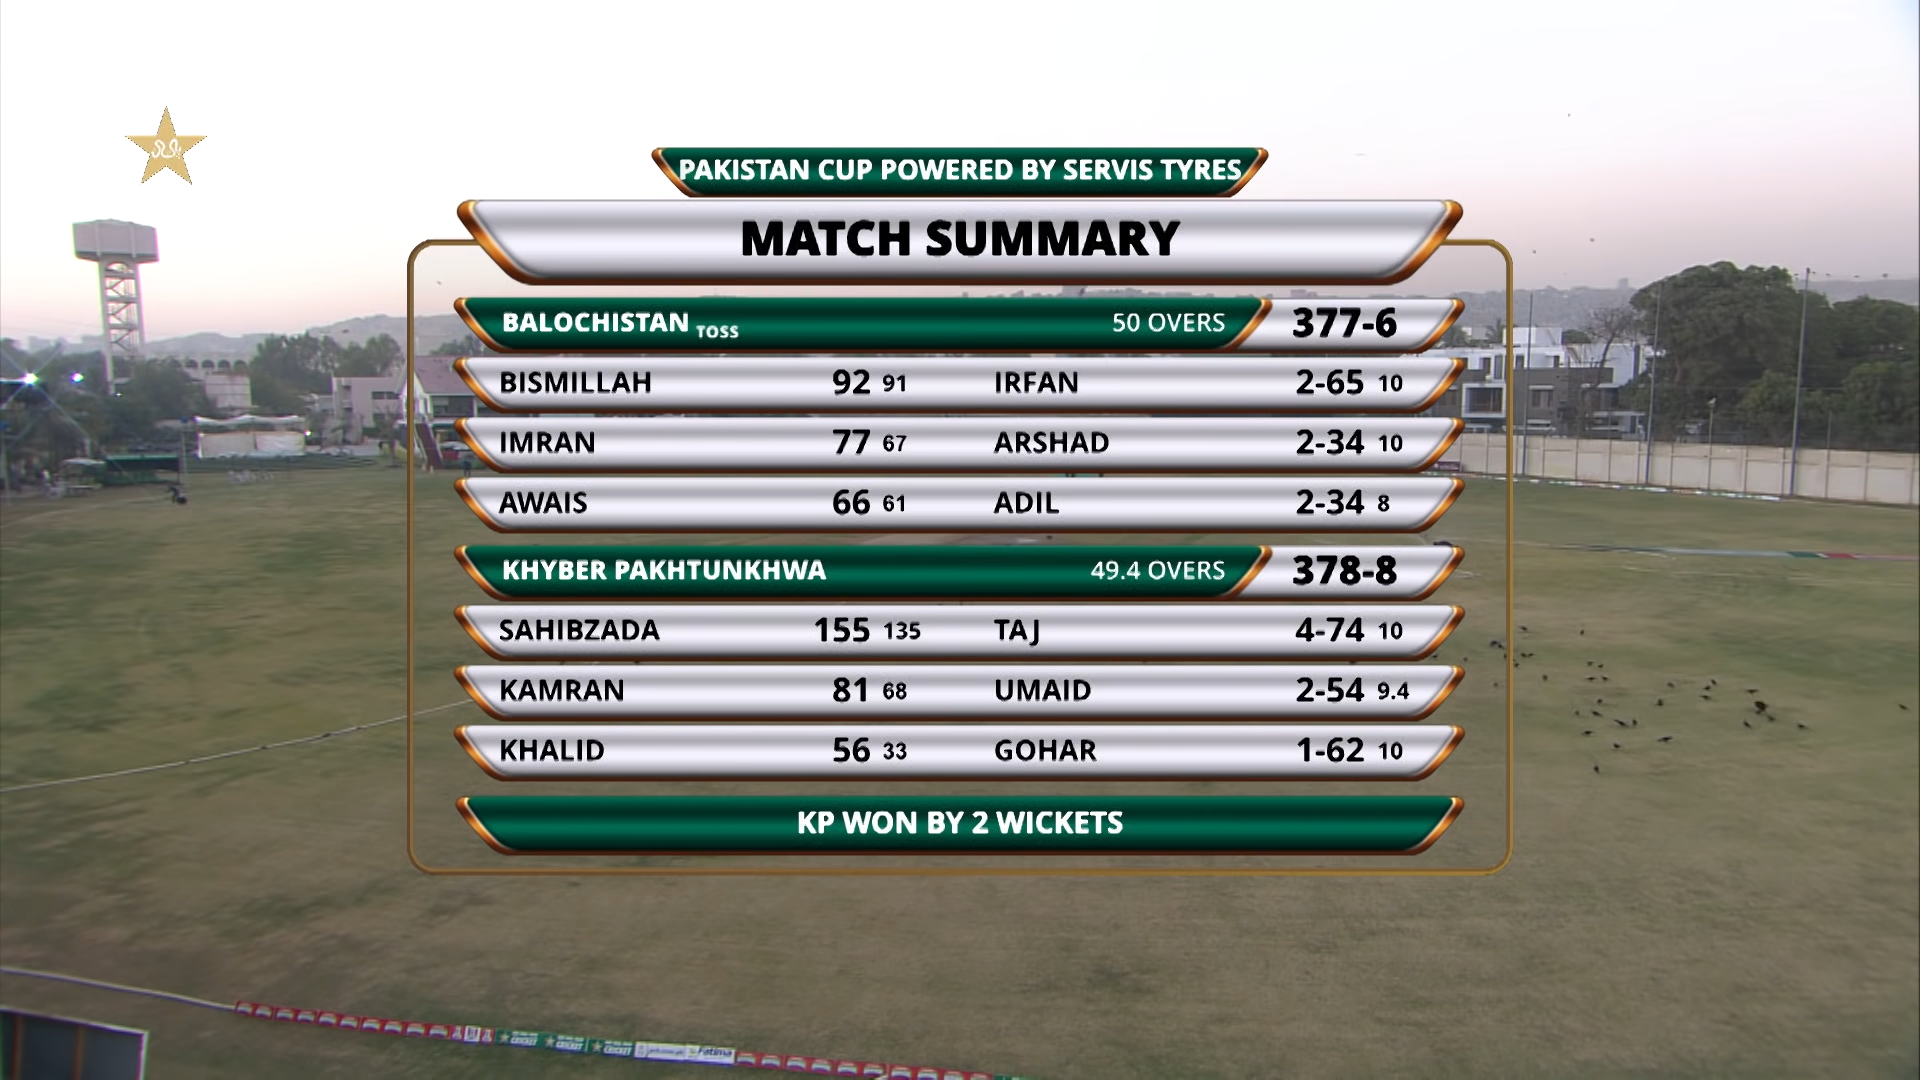 PAKISTAN CUP POWERED BY SERVIS TYRES
MATCH SUMMARY
BALOCHISTAN TOSS 50 OVERS 377-6
BISMILLAH 92 91 IRFAN 2-65 10
IMRAN 77 67 ARSHAD 2-34 10
AWAIS 66 61 ADIL 2-34 8
KHYBER PAKHTUNKHWA 49.4 OVERS 378-8
SAHIBZADA 155 135 TAJ 4-74 10
KAMRAN 81 68 UMAID 2-54 9.4
KHALID 56 33 GOHAR 1-62 10
KP WON BY 2 WICKETS
Fatima